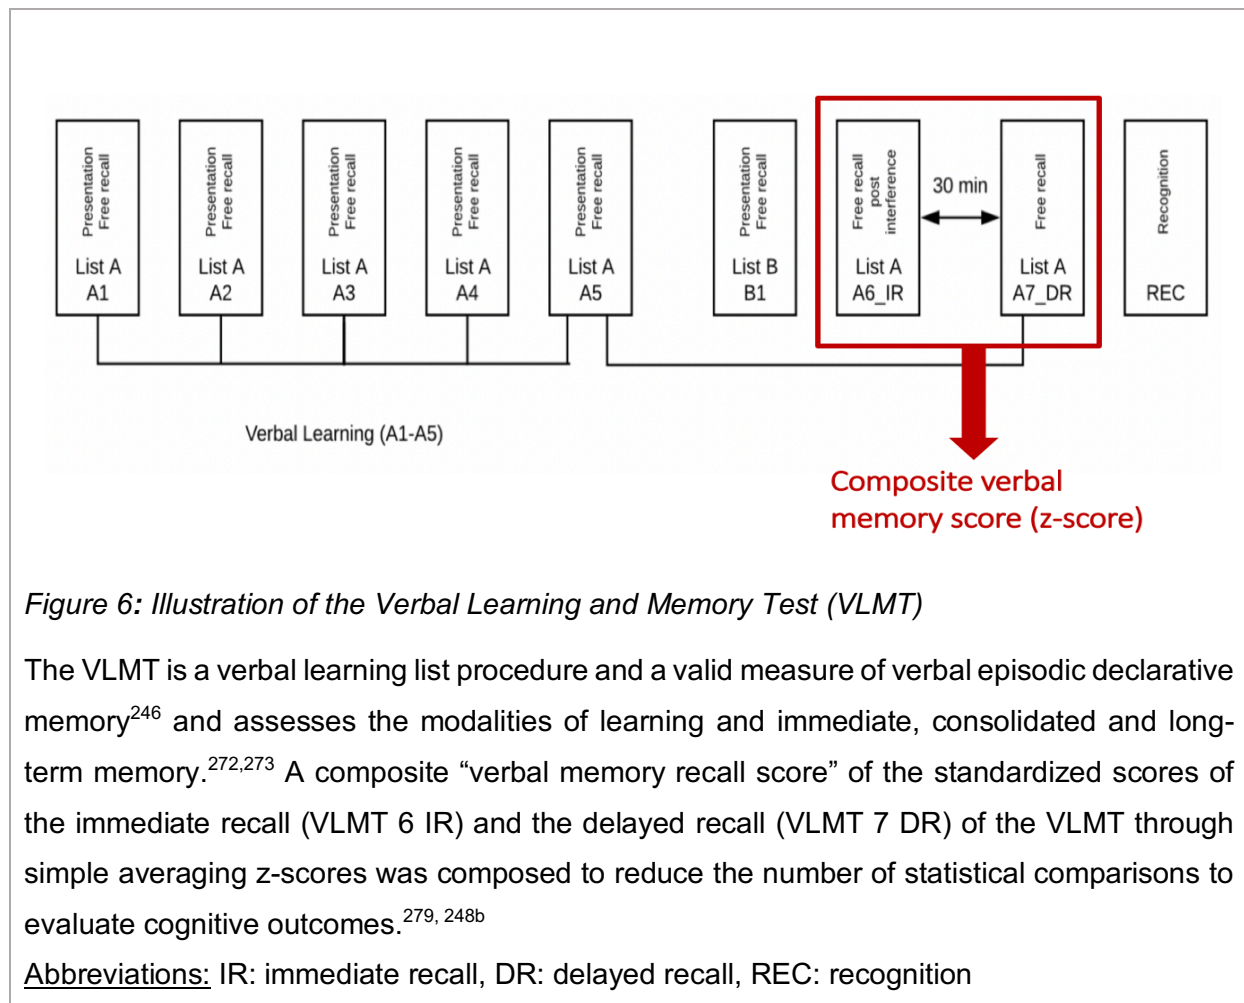 Presentation
Free recall
List A
A1
Presentation
Free recall
List A
A2
Presentation
Free recall
List A
A3
Presentation
Free recall
List A
A4
Presentation
Free recall
List A
A5
Presentation
Free recall
List B
B1
Free recall
post
interference
List A
A6_IR
30 min
Free recall
List A
A7_DR
Recognition
REC
Verbal Learning (A1-A5)
Composite verbal
memory score (z-score)
Figure 6: Illustration of the Verbal Learning and Memory Test (VLMT)
The VLMT is a verbal learning list procedure and a valid measure of verbal episodic declarative
memory246 and assesses the modalities of learning and immediate, consolidated and long-
term memory.272,273 A composite “verbal memory recall score” of the standardized scores of
the immediate recall (VLMT 6 IR) and the delayed recall (VLMT 7 DR) of the VLMT through
simple averaging z-scores was composed to reduce the number of statistical comparisons to
evaluate cognitive outcomes.279, 248b
Abbreviations: IR: immediate recall, DR: delayed recall, REC: recognition